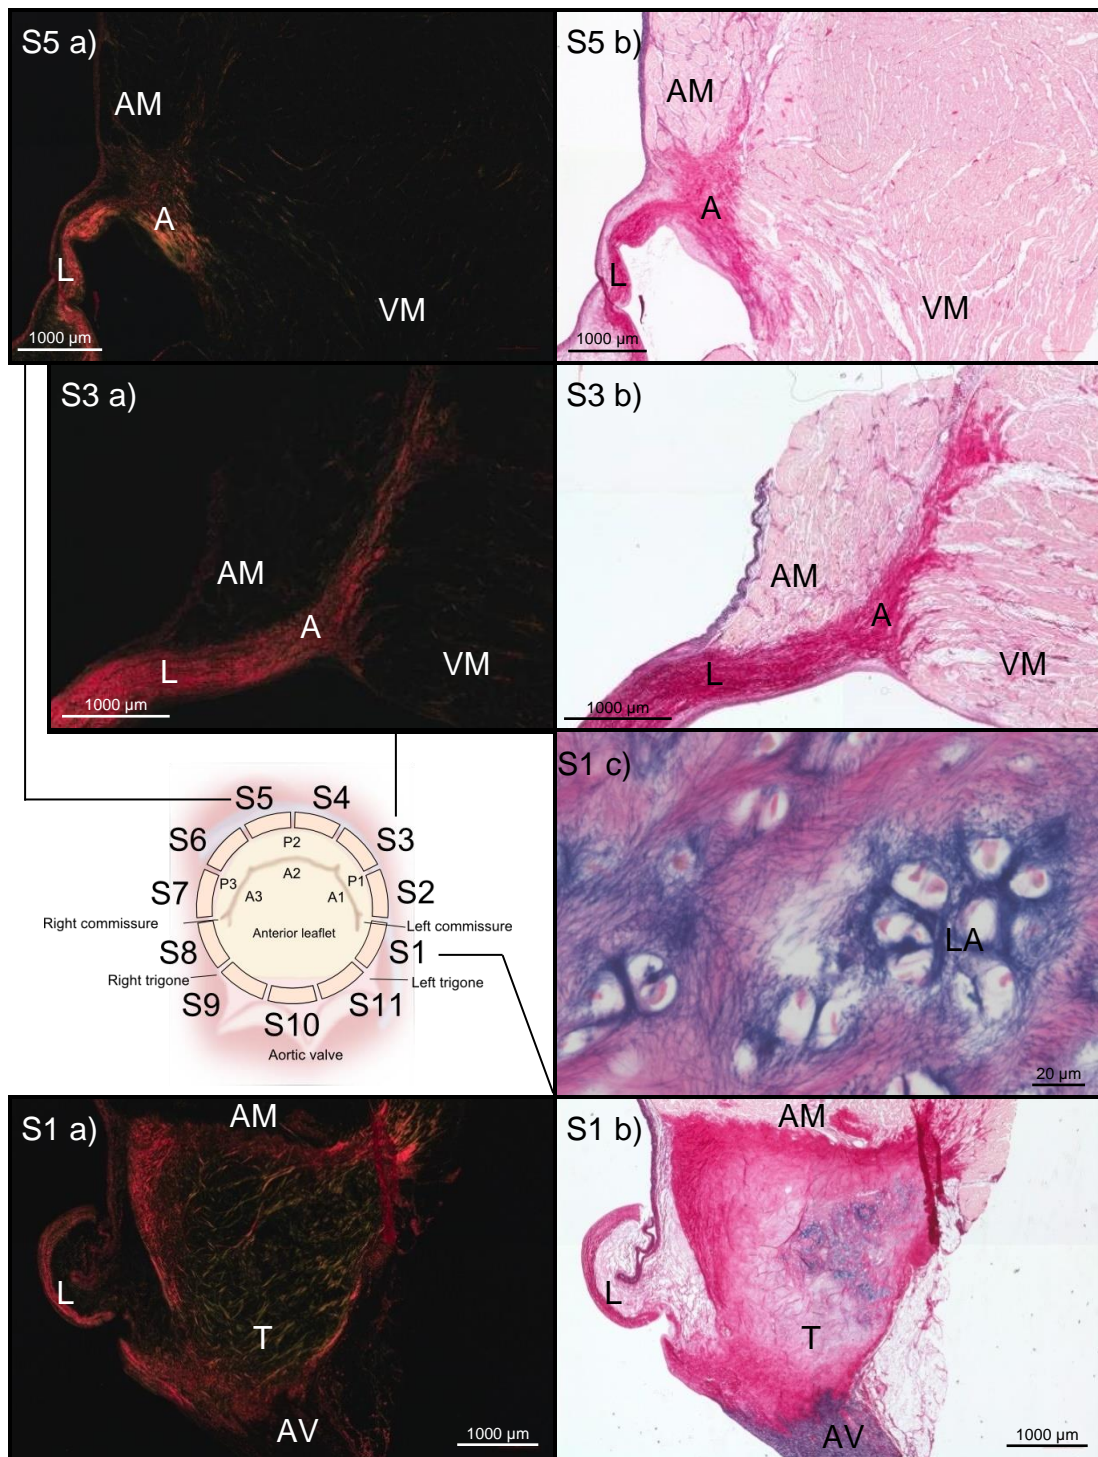 S5 a)
AM
A
L
VM
1000 µm
S5 b)
AM
A
L
VM
1000 µm
S3 a)
AM
A
L
VM
1000 µm
S3 b)
AM
A
L
VM
1000 µm
S5 S4
S6 S3
P2
A2
S7 P3 A3 A1 P1 S2
Right commissure Left commissure
Anterior leaflet
S8 S1
Right trigone Left trigone
S9 S10 S11
Aortic valve
S1 c)
LA
20 µm
S1 a)
AM
L
T
AV
1000 µm
S1 b)
AM
L
T
AV
1000 µm